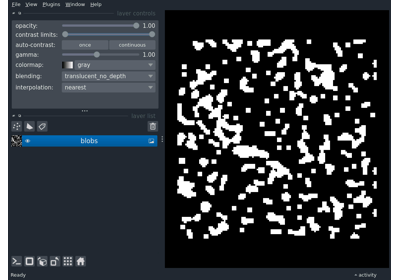 File View Plugins Window Help
layer controls
opacity: 1.00
contrast limits:
auto-contrast: once continuous
gamma: 1.00
colormap: gray
blending: translucent_no_depth
interpolation: nearest
layer list
blobs
Ready activity